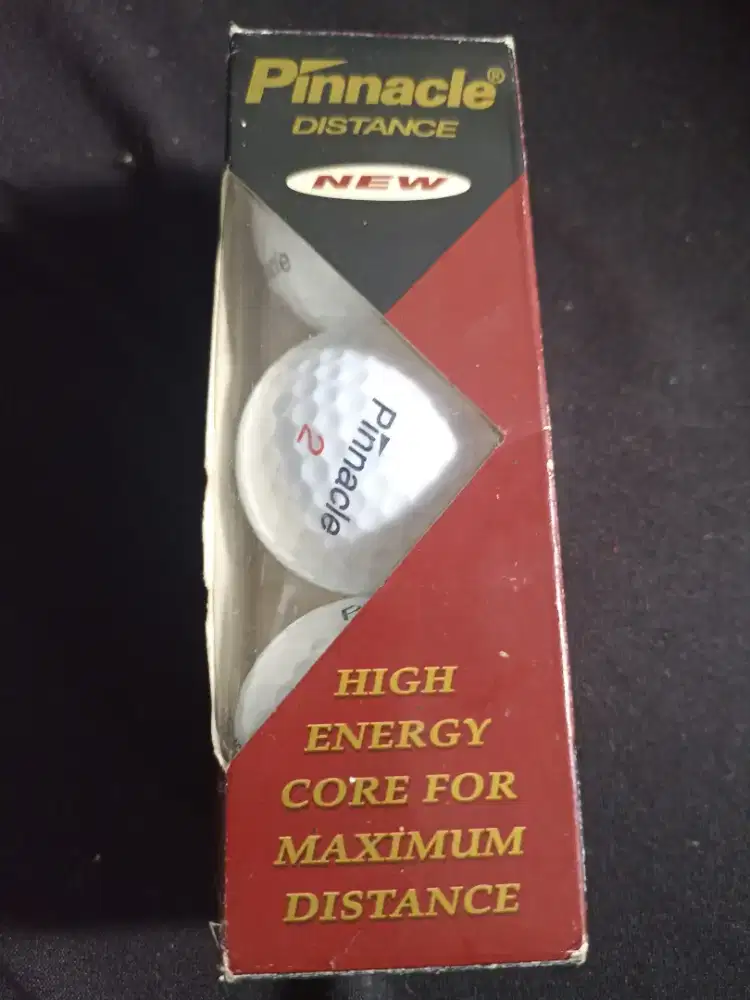 Pinnacle®
DISTANCE
NEW
Pinnacle
2
HIGH
ENERGY
CORE FOR
MAXIMUM
DISTANCE